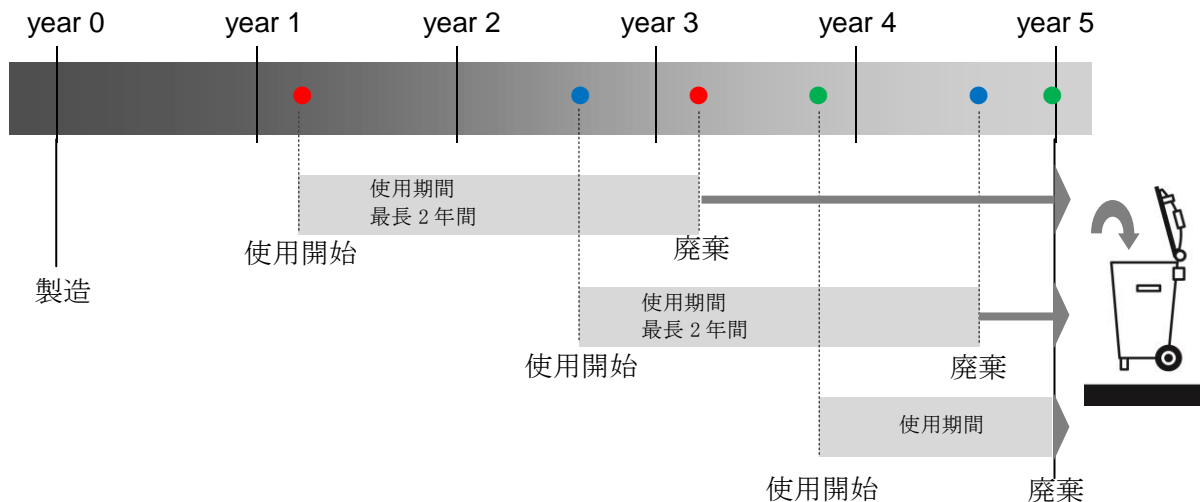 year 0
year 1
year 2
year 3
year 4
year 5
使用期間
最長 2 年間
使用開始
廃棄
製造
使用期間
最長 2 年間
使用開始
廃棄
使用期間
使用開始
廃棄